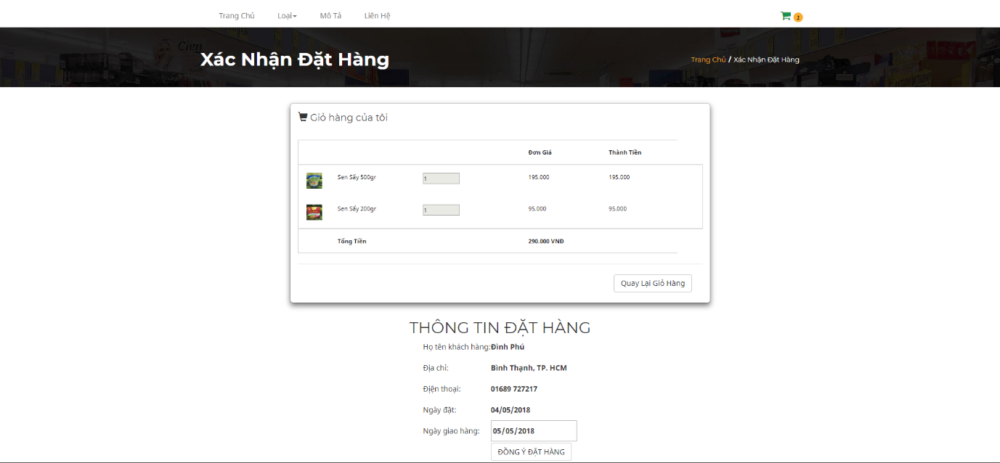 Trang Chủ Loại Mô Tả Liên Hệ 2
Cien
Xác Nhận Đặt Hàng
Trang Chủ / Xác Nhận Đặt Hàng
Giỏ hàng của tôi
Đơn Giá Thành Tiền
Sen Sấy 500gr 1 195.000 195.000
Sen Sấy 200gr 1 95.000 95.000
Tổng Tiền 290.000 VNĐ
Quay Lại Giỏ Hàng
THÔNG TIN ĐẶT HÀNG
Họ tên khách hàng:Đình Phú
Địa chỉ: Bình Thạnh, TP. HCM
Điện thoại: 01689 727217
Ngày đặt: 04/05/2018
Ngày giao hàng: 05/05/2018
ĐỒNG Ý ĐẶT HÀNG